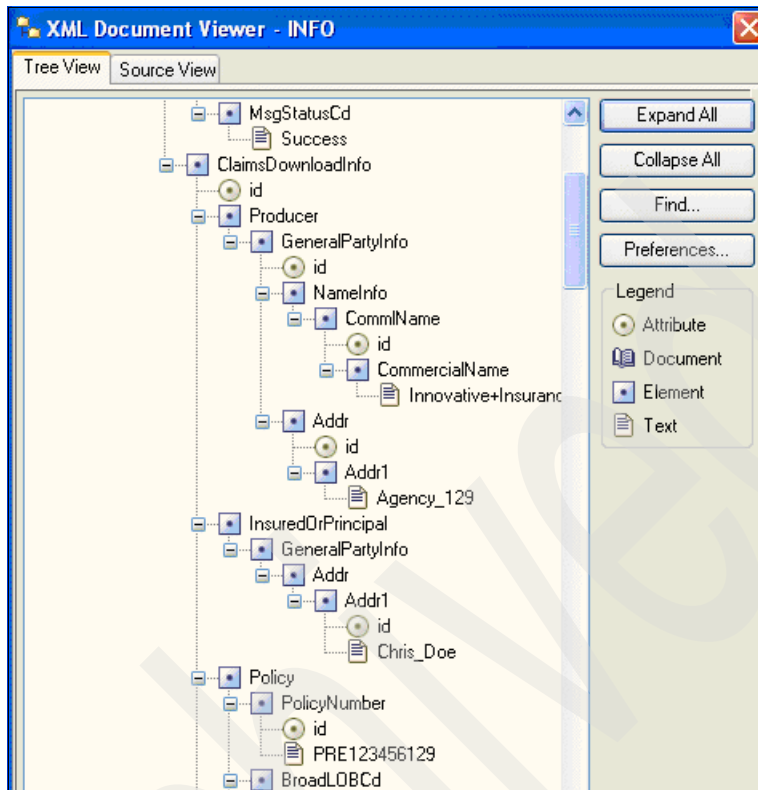 XML Document Viewer - INFO
Tree View Source View
MsgStatusCd
Success
ClaimsDownloadInfo
id
Producer
GeneralPartyInfo
id
NameInfo
CommlName
id
CommercialName
Innovative+Insuranc
Addr
id
Addr1
Agency_129
InsuredOrPrincipal
GeneralPartyInfo
Addr
Addr1
id
Chris_Doe
Policy
PolicyNumber
id
PRE123456129
BroadLOBCd
Expand All
Collapse All
Find...
Preferences...
Legend
Attribute
Document
Element
Text